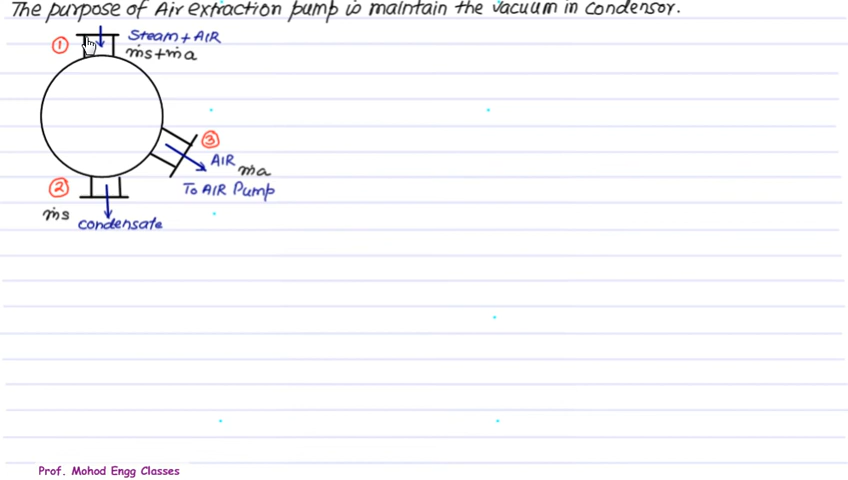 The purpose of Air extraction pump is maintain the vacuum in condensor.
① Steam + AIR
ṁs + ṁa
③
AIR ṁa
To AIR Pump
②
ṁs
condensate
Prof. Mohod Engg Classes